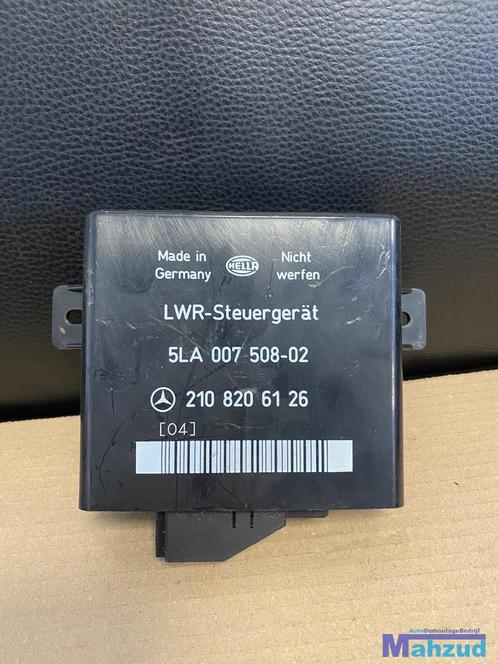 Made in Germany
HELLA
Nicht werfen
LWR-Steuergerät
5LA 007 508-02
210 820 61 26
[04]
AutoDemontageBedrijf
Mahzud